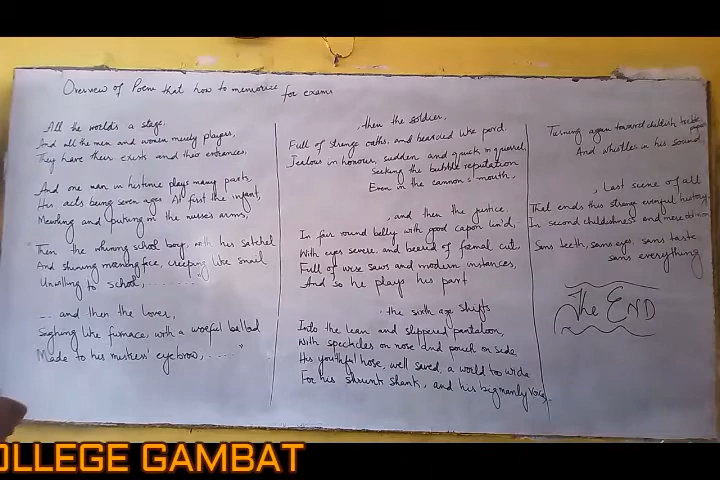 Overview of Poem that how to memorize for exams
All the world's a stage,
And all the men and women merely players,
They have their exists and their entrances,
And one man in his time plays many parts
His acts being seven ages. At first the infant,
Mewling and puking in the nurse's arms,
Then the whining school boy, with his satchel
And shining morning face, creeping like snail
Unwilling to school, ..........
... and then the lover,
Sighing like furnace, with a woeful ballad
Made to his mistress' eyebrow, ....."
, then the soldier,
Full of strange oaths, and bearded like pard.
Jealous in honour, sudden and quick in quarrel,
Seeking the bubble reputation
Even in the cannon's mouth,
, and then the justice,
In fair round belly with good capon lin'd,
With eyes severe, and beared of formal cut,
Full of wise saws and modern instances,
And so he plays his part
. the sixth age shifts
Into the lean and slippered pantaloon,
With spectacles on nose and pouch on side,
His youthful hose, well saved, a world too wide
For his shrunk shank, and his big manly voice,
Turning again toward childish treble,
pipes
And whistles in his sound,
, Last scene of all
That ends this strange eventful history.
In second childishness and mere
Sans teeth, sans eyes, sans taste,
sans everything
The END
OLLEGE GAMBAT